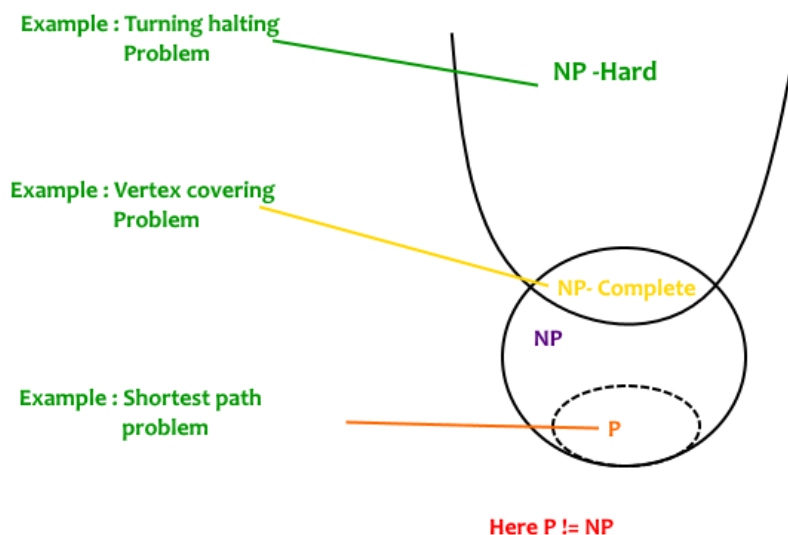 Example : Turning halting
Problem
NP -Hard
Example : Vertex covering
Problem
NP- Complete
NP
Example : Shortest path
problem
P
Here P != NP